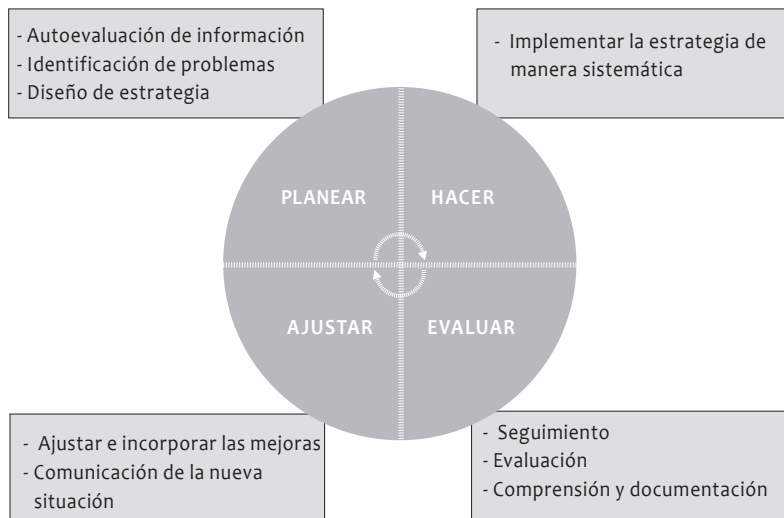 - Autoevaluación de información
- Identificación de problemas
- Diseño de estrategia
- Implementar la estrategia de
manera sistemática
PLANEAR
HACER
AJUSTAR
EVALUAR
- Ajustar e incorporar las mejoras
- Comunicación de la nueva
situación
- Seguimiento
- Evaluación
- Comprensión y documentación